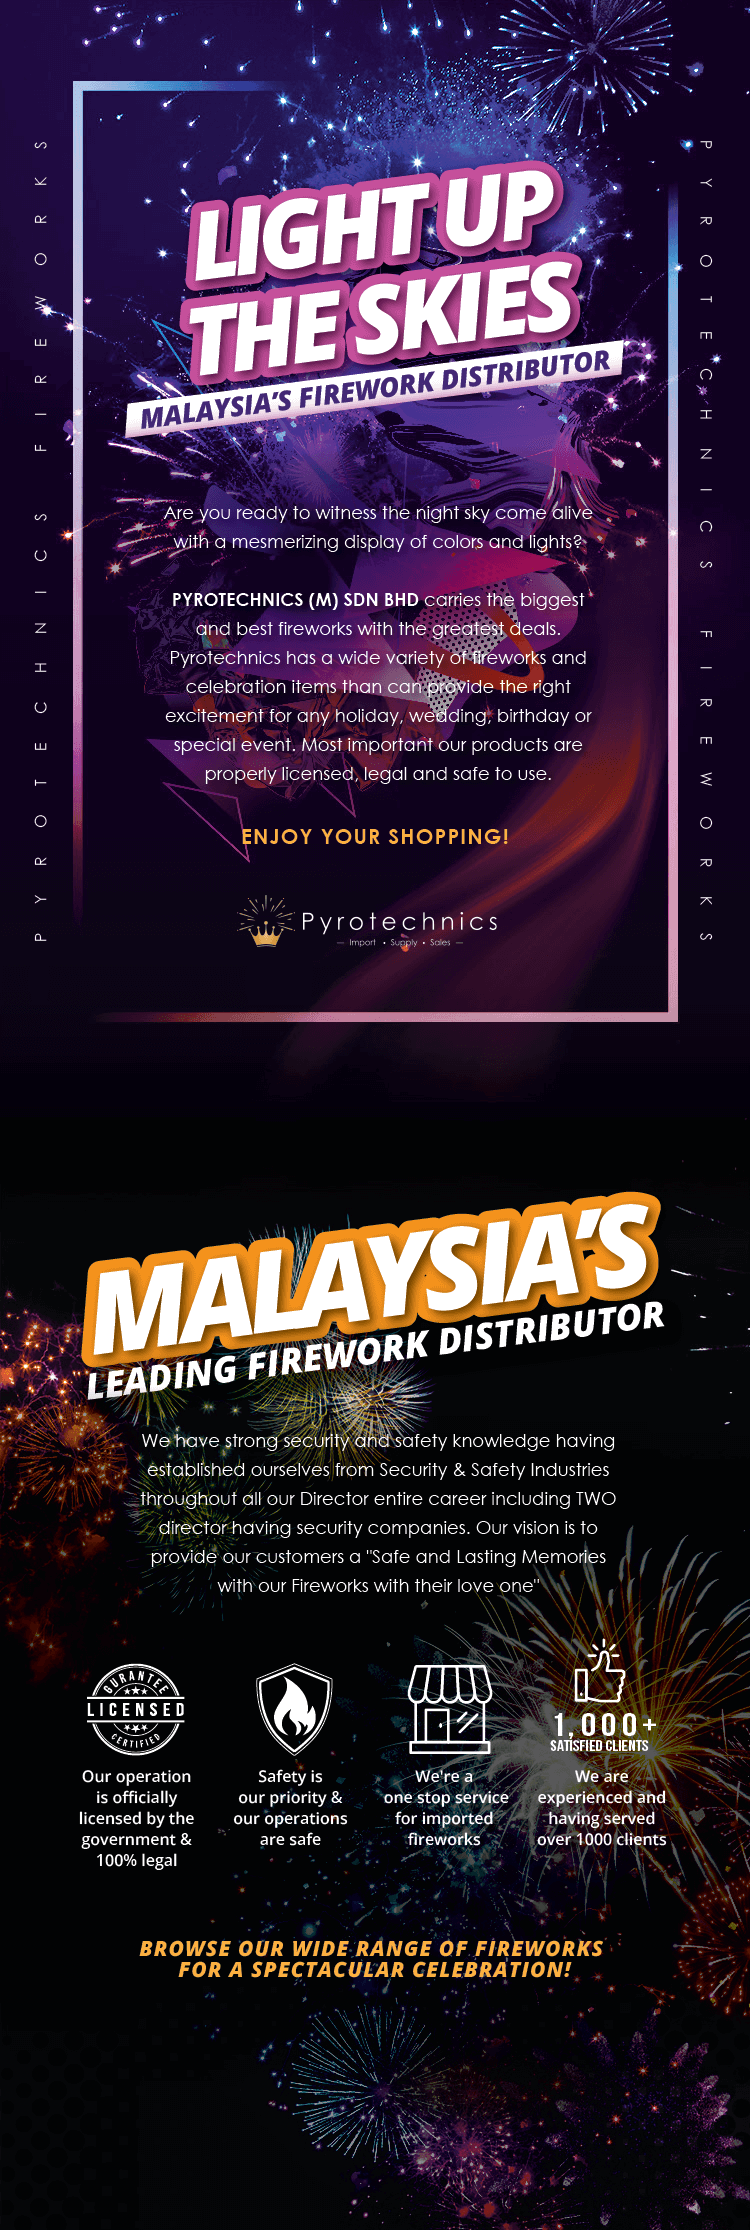 LIGHT UP
THE SKIES
MALAYSIA'S FIREWORK DISTRIBUTOR
PYROTECHNICS FIREWORKS
PYROTECHNICS FIREWORKS
Are you ready to witness the night sky come alive
with a mesmerizing display of colors and lights?
PYROTECHNICS (M) SDN BHD carries the biggest
and best fireworks with the greatest deals.
Pyrotechnics has a wide variety of fireworks and
celebration items than can provide the right
excitement for any holiday, wedding, birthday or
special event. Most important our products are
properly licensed, legal and safe to use.
ENJOY YOUR SHOPPING!
Pyrotechnics
— Import • Supply • Sales —
MALAYSIA'S
LEADING FIREWORK DISTRIBUTOR
We have strong security and safety knowledge having
established ourselves from Security & Safety Industries
throughout all our Director entire career including TWO
director having security companies. Our vision is to
provide our customers a "Safe and Lasting Memories
with our Fireworks with their love one"
GURANTEE
LICENSED
CERTIFIED
Our operation
is officially
licensed by the
government &
100% legal
Safety is
our priority &
our operations
are safe
We're a
one stop service
for imported
fireworks
1,000+
SATISFIED CLIENTS
We are
experienced and
having served
over 1000 clients
BROWSE OUR WIDE RANGE OF FIREWORKS
FOR A SPECTACULAR CELEBRATION!